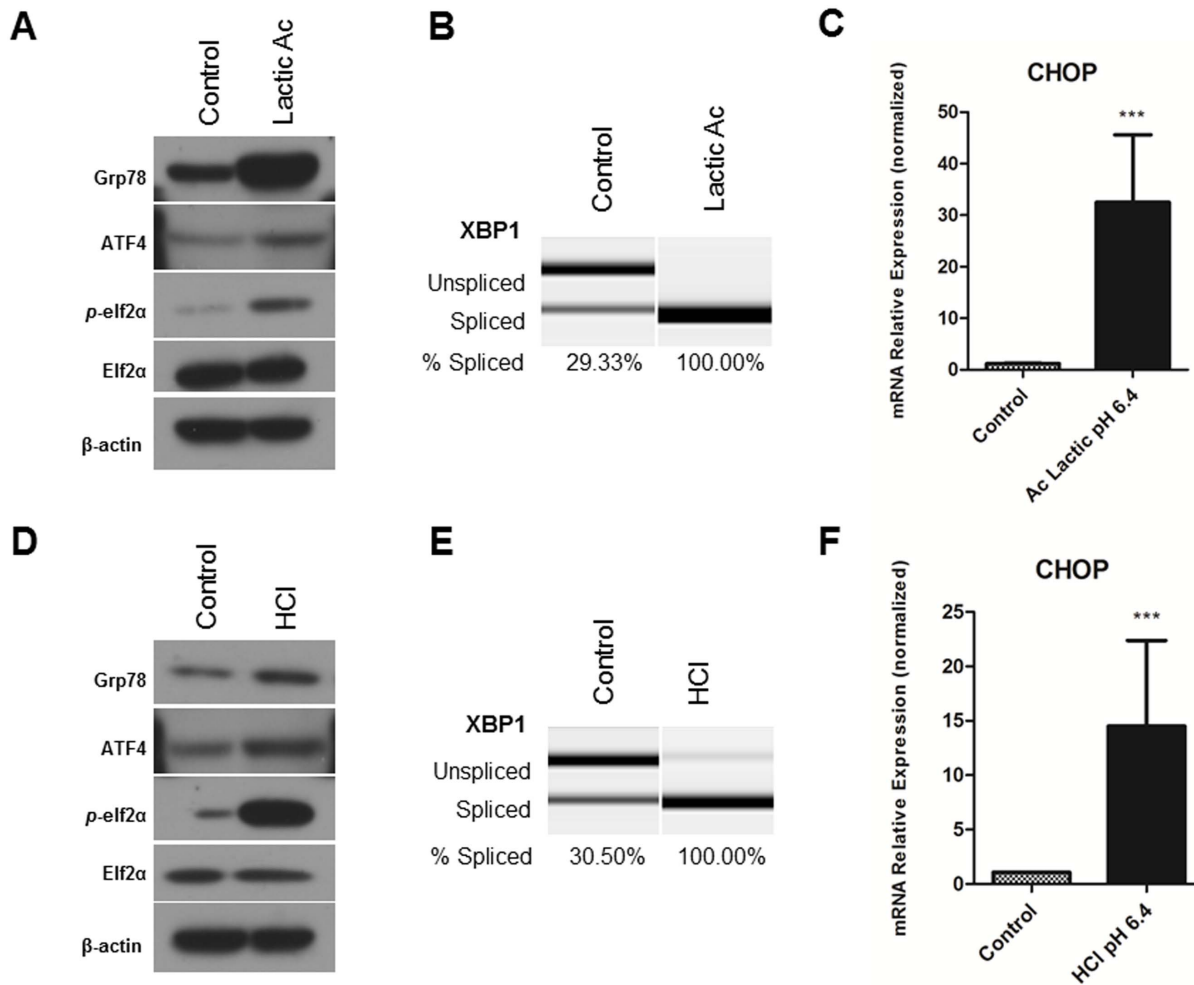 A
Control
Lactic Ac
Grp78
ATF4
p-eIf2α
EIf2α
β-actin
B
Control
Lactic Ac
XBP1
Unspliced
Spliced
% Spliced 29.33% 100.00%
C
CHOP
mRNA Relative Expression (normalized)
50
40
30
20
10
0
***
Control
Ac Lactic pH 6.4
D
Control
HCl
Grp78
ATF4
p-eIf2α
EIf2α
β-actin
E
Control
HCl
XBP1
Unspliced
Spliced
% Spliced 30.50% 100.00%
F
CHOP
mRNA Relative Expression (normalized)
25
20
15
10
5
0
***
Control
HCl pH 6.4